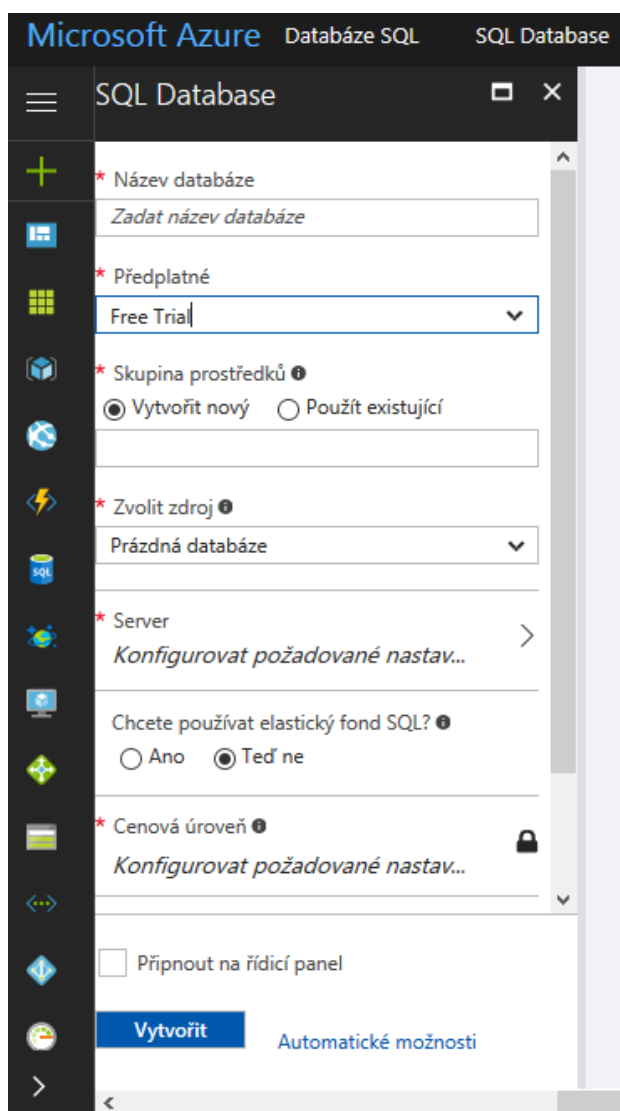 Microsoft Azure Databáze SQL SQL Database
SQL Database
* Název databáze
Zadat název databáze
* Předplatné
Free Trial
* Skupina prostředků
Vytvořit nový Použít existující
* Zvolit zdroj
Prázdná databáze
SQL
* Server
Konfigurovat požadované nastav...
Chcete používat elastický fond SQL?
Ano Teď ne
* Cenová úroveň
Konfigurovat požadované nastav...
Připnout na řídicí panel
Vytvořit Automatické možnosti